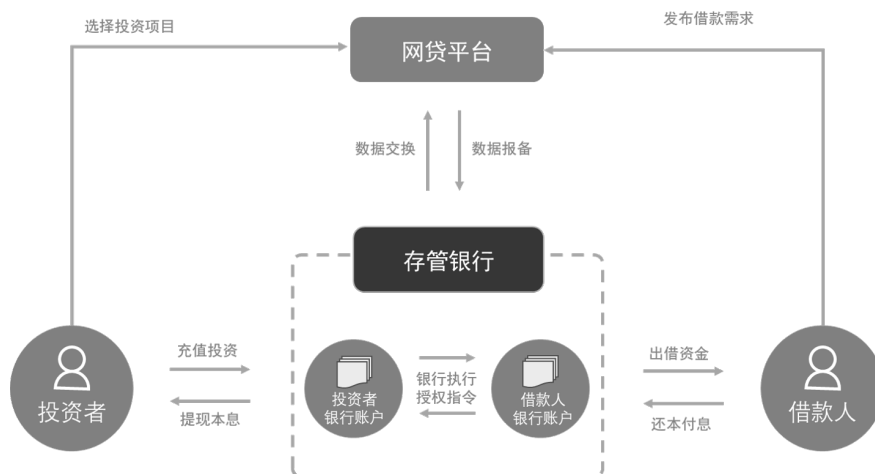 选择投资项目
发布借款需求
网贷平台
数据交换
数据报备
存管银行
充值投资
提现本息
投资者
投资者
银行账户
银行执行
授权指令
借款人
银行账户
出借资金
还本付息
借款人